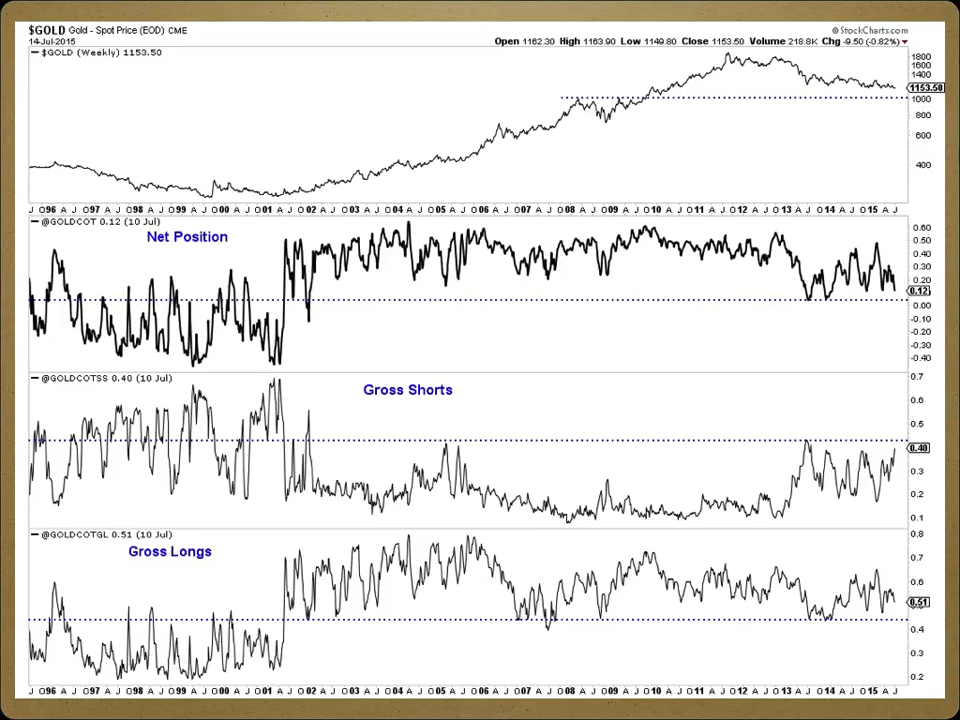 $GOLD Gold - Spot Price (EOD) CME
© StockCharts.com
14-Jul-2015
Open 1162.30 High 1163.90 Low 1149.80 Close 1153.50 Volume 218.8K Chg -9.50 (-0.82%)
$GOLD (Weekly) 1153.50
1800
1600
1400
1153.50
1000
800
600
400
J O 96 A J O 97 A J O 98 A J O 99 A J O 00 A J O 01 A J O 02 A J O 03 A J O 04 A J O 05 A J O 06 A J O 07 A J O 08 A J O 09 A J O 10 A J O 11 A J O 12 A J O 13 A J O 14 A J O 15 A J
@GOLDCOT 0.12 (10 Jul)
Net Position
0.60
0.50
0.40
0.30
0.20
0.12
0.00
-0.10
-0.20
-0.30
-0.40
@GOLDCOTSS 0.40 (10 Jul)
Gross Shorts
0.7
0.6
0.5
0.40
0.3
0.2
0.1
@GOLDCOTGL 0.51 (10 Jul)
Gross Longs
0.8
0.7
0.6
0.51
0.4
0.3
0.2
J O 96 A J O 97 A J O 98 A J O 99 A J O 00 A J O 01 A J O 02 A J O 03 A J O 04 A J O 05 A J O 06 A J O 07 A J O 08 A J O 09 A J O 10 A J O 11 A J O 12 A J O 13 A J O 14 A J O 15 A J